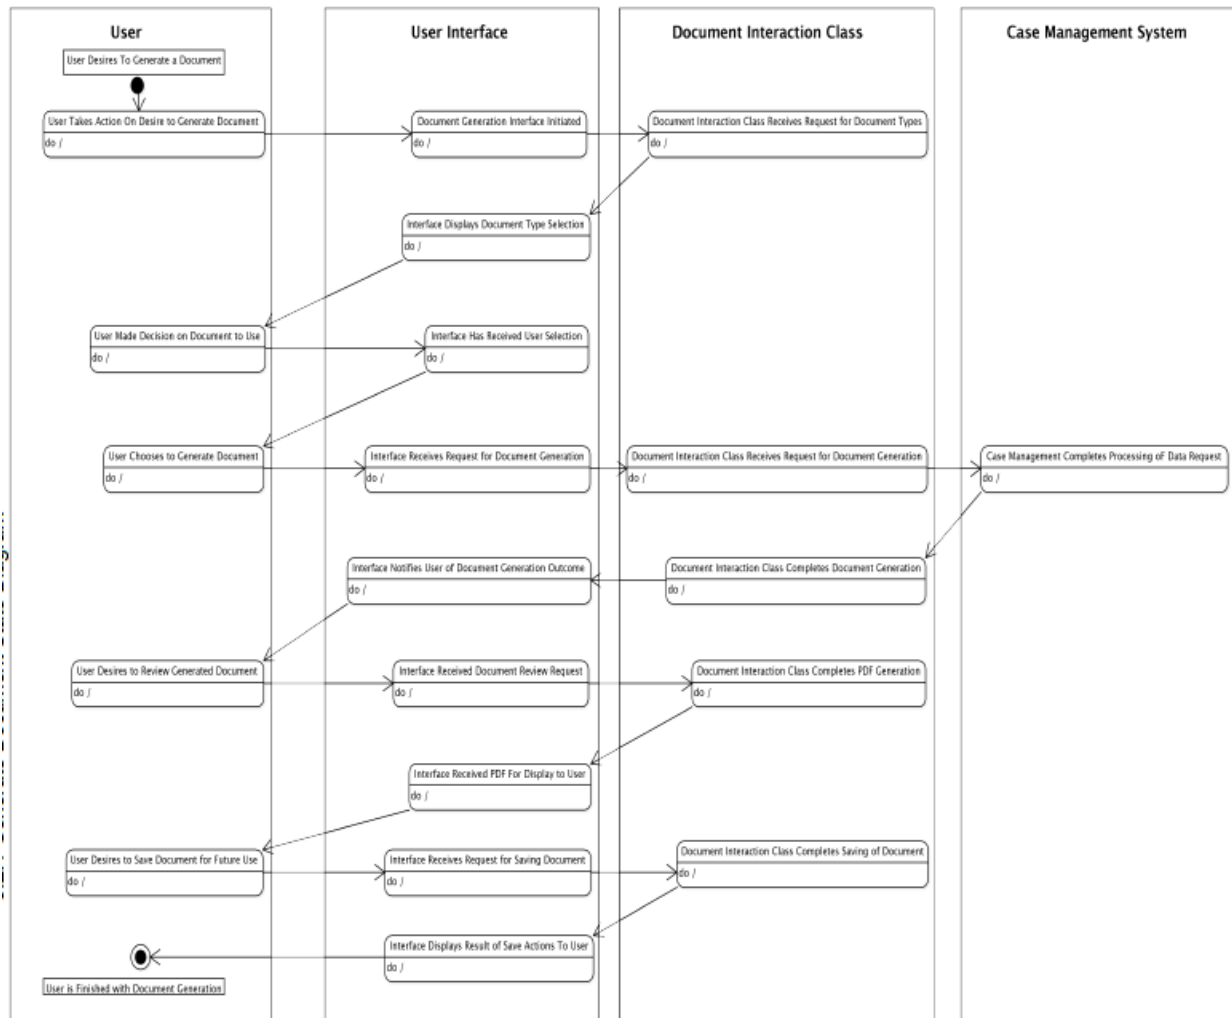 User
User Interface
Document Interaction Class
Case Management System
User Desires To Generate a Document
User Takes Action On Desire to Generate Document
do /
Document Generation Interface Initiated
do /
Document Interaction Class Receives Request for Document Types
do /
Interface Displays Document Type Selection
do /
User Made Decision on Document to Use
do /
Interface Has Received User Selection
do /
User Chooses to Generate Document
do /
Interface Receives Request for Document Generation
do /
Document Interaction Class Receives Request for Document Generation
do /
Case Management Completes Processing of Data Request
do /
Interface Notifies User of Document Generation Outcome
do /
Document Interaction Class Completes Document Generation
do /
User Desires to Review Generated Document
do /
Interface Received Document Review Request
do /
Document Interaction Class Completes PDF Generation
do /
Interface Received PDF For Display to User
do /
User Desires to Save Document for Future Use
do /
Interface Receives Request for Saving Document
do /
Document Interaction Class Completes Saving of Document
do /
Interface Displays Result of Save Actions To User
do /
User is Finished with Document Generation